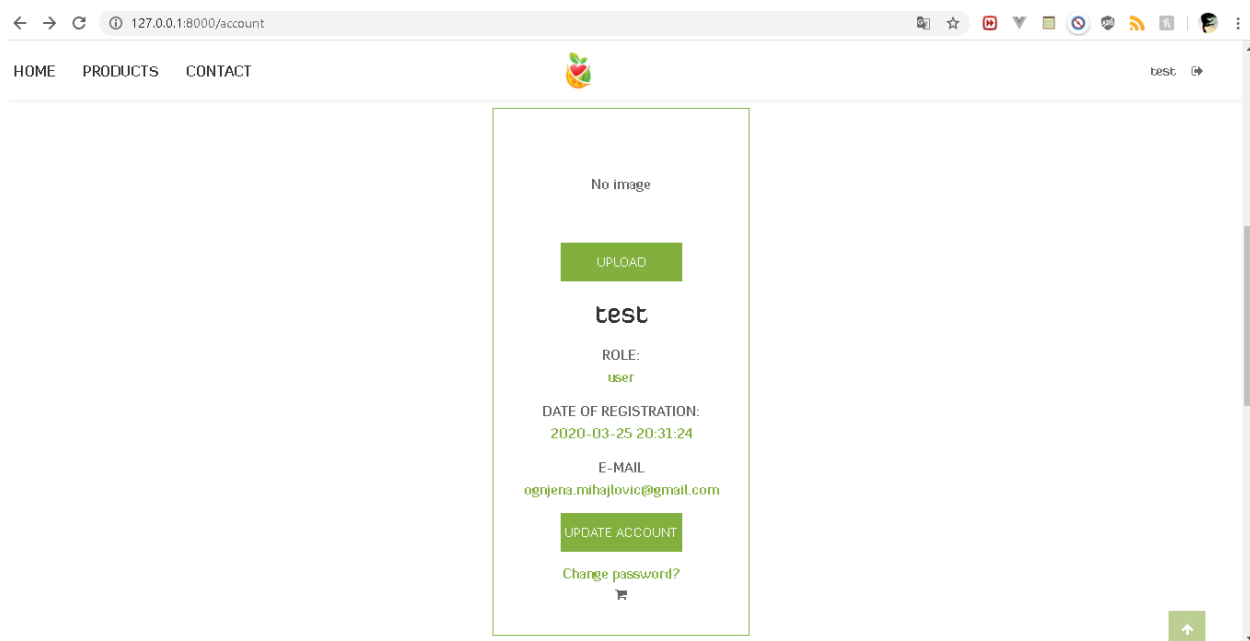 127.0.0.1:8000/account
HOME PRODUCTS CONTACT
test
No image
UPLOAD
test
ROLE:
user
DATE OF REGISTRATION:
2020-03-25 20:31:24
E-MAIL
ognjena.mihajlovic@gmail.com
UPDATE ACCOUNT
Change password?